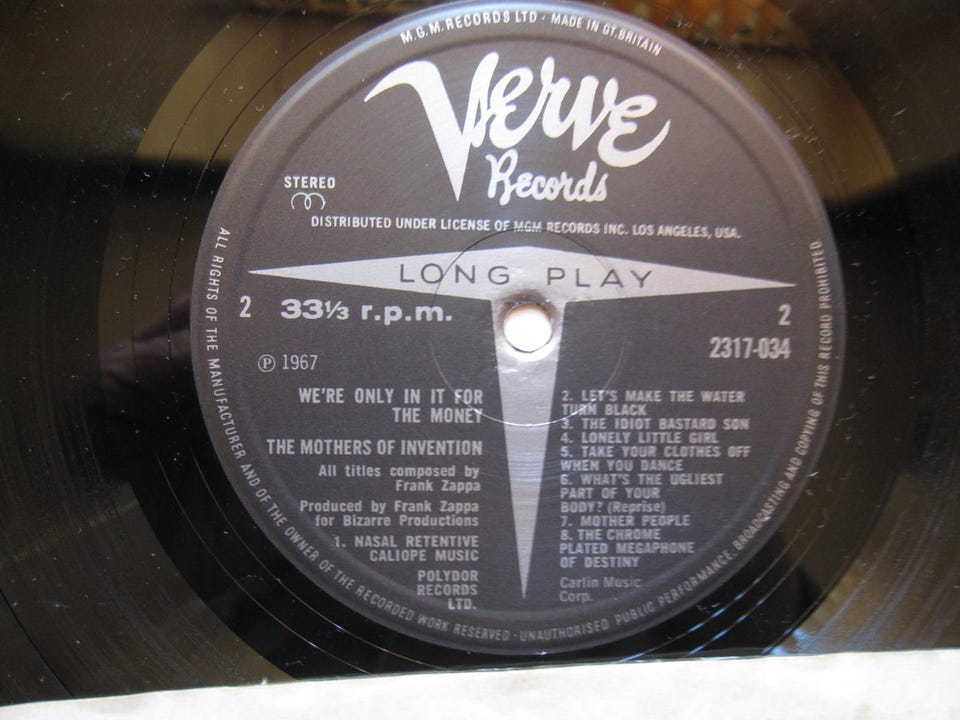 M.G.M. RECORDS LTD · MADE IN GT. BRITAIN
Verve
Records
STEREO
DISTRIBUTED UNDER LICENSE OF MGM RECORDS INC. LOS ANGELES, USA.
LONG PLAY
2 33⅓ r.p.m. 2
2317-034
℗ 1967
WE'RE ONLY IN IT FOR
THE MONEY
THE MOTHERS OF INVENTION
All titles composed by
Frank Zappa
Produced by Frank Zappa
for Bizarre Productions
1. NASAL RETENTIVE
CALIOPE MUSIC
POLYDOR
RECORDS
LTD.
2. LET'S MAKE THE WATER
TURN BLACK
3. THE IDIOT BASTARD SON
4. LONELY LITTLE GIRL
5. TAKE YOUR CLOTHES OFF
WHEN YOU DANCE
6. WHAT'S THE UGLIEST
PART OF YOUR
BODY? (Reprise)
7. MOTHER PEOPLE
8. THE CHROME
PLATED MEGAPHONE
OF DESTINY
Carlin Music
Corp.
ALL RIGHTS OF THE MANUFACTURER AND OF THE OWNER OF THE RECORDED WORK RESERVED · UNAUTHORISED PUBLIC PERFORMANCE, BROADCASTING AND COPYING OF THIS RECORD PROHIBITED